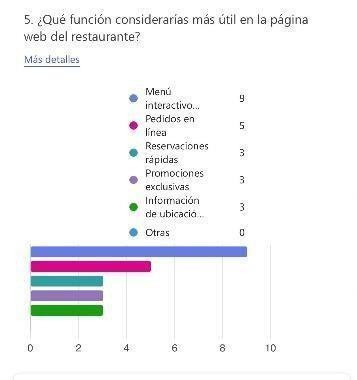 5. ¿Qué función considerarías más útil en la página
web del restaurante?
Más detalles
Menú
interactivo... 9
Pedidos en
línea 5
Reservaciones
rápidas 3
Promociones
exclusivas 3
Información
de ubicacio... 3
Otras 0
0 2 4 6 8 10